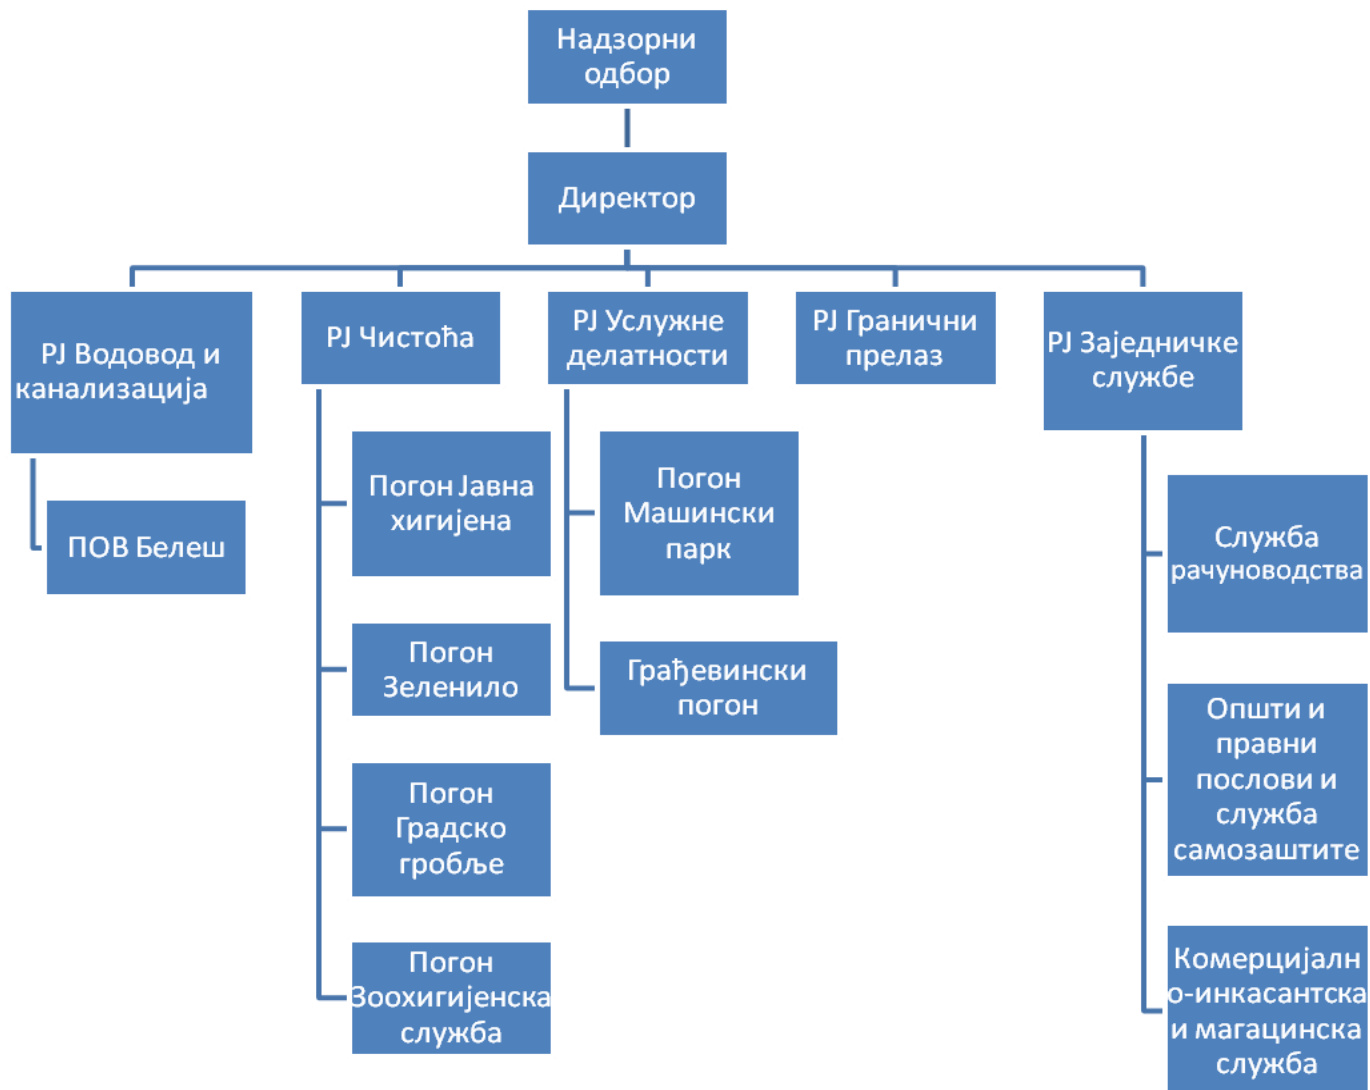 Надзорни
одбор
Директор
РЈ Водовод и
канализација
ПОВ Белеш
РЈ Чистоћа
Погон Јавна
хигијена
Погон
Зеленило
Погон
Градско
гробље
Погон
Зоохигијенска
служба
РЈ Услужне
делатности
Погон
Машински
парк
Грађевински
погон
РЈ Гранични
прелаз
РЈ Заједничке
службе
Служба
рачуноводства
Општи и
правни
послови и
служба
самозаштите
Комерцијалн
о-инкасантска
и магацинска
служба